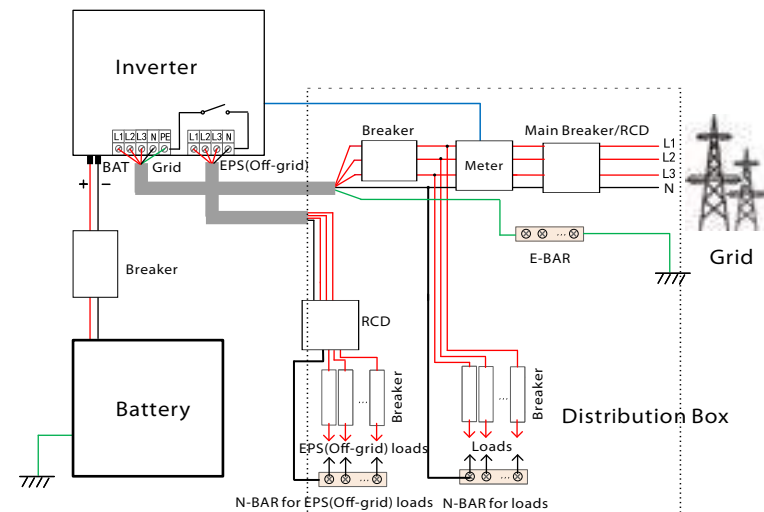 Inverter
L1 L2 L3 N PE
L1 L2 L3 N
BAT
Grid
EPS(Off-grid)
+
−
Breaker
Battery
Breaker
Meter
Main Breaker/RCD
L1
L2
L3
N
E-BAR
Grid
RCD
...
Breaker
EPS(Off-grid) loads
...
N-BAR for EPS(Off-grid) loads
...
Breaker
Loads
...
N-BAR for loads
...
Distribution Box